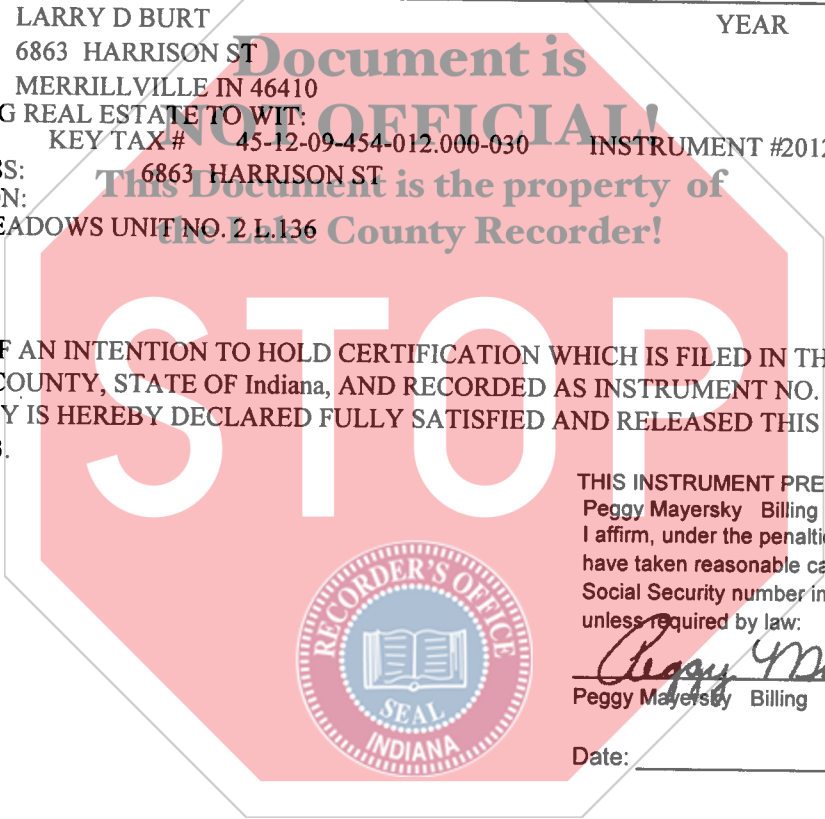 LARRY D BURT YEAR
6863 HARRISON ST
Document is
MERRILLVILLE IN 46410
G REAL ESTATE TO WIT:
NOT OFFICIAL!
KEY TAX # 45-12-09-454-012.000-030 INSTRUMENT #2012
SS: 6863 HARRISON ST
This Document is the property of
N:
EADOWS UNIT NO. 2 L.136
the Lake County Recorder!
STOP
F AN INTENTION TO HOLD CERTIFICATION WHICH IS FILED IN TH
COUNTY, STATE OF Indiana, AND RECORDED AS INSTRUMENT NO.
Y IS HEREBY DECLARED FULLY SATISFIED AND RELEASED THIS
THIS INSTRUMENT PRE
Peggy Mayersky Billing
I affirm, under the penaltie
have taken reasonable ca
Social Security number in
unless required by law:
Peggy
Peggy Mayersky Billing
Date:
RECORDER'S OFFICE
SEAL
INDIANA